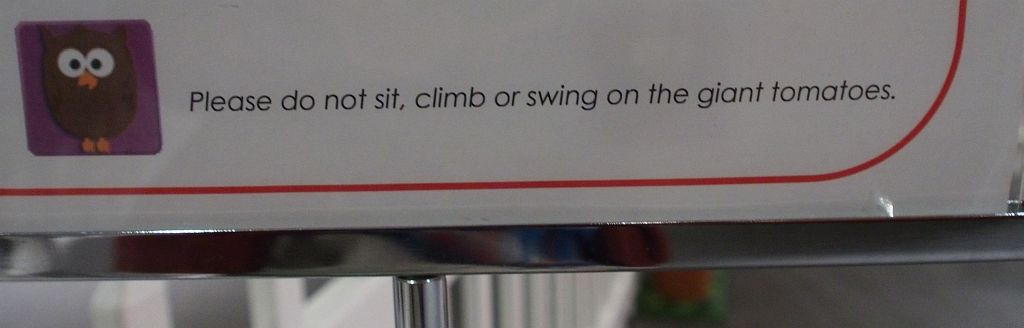 Please do not sit, climb or swing on the giant tomatoes.